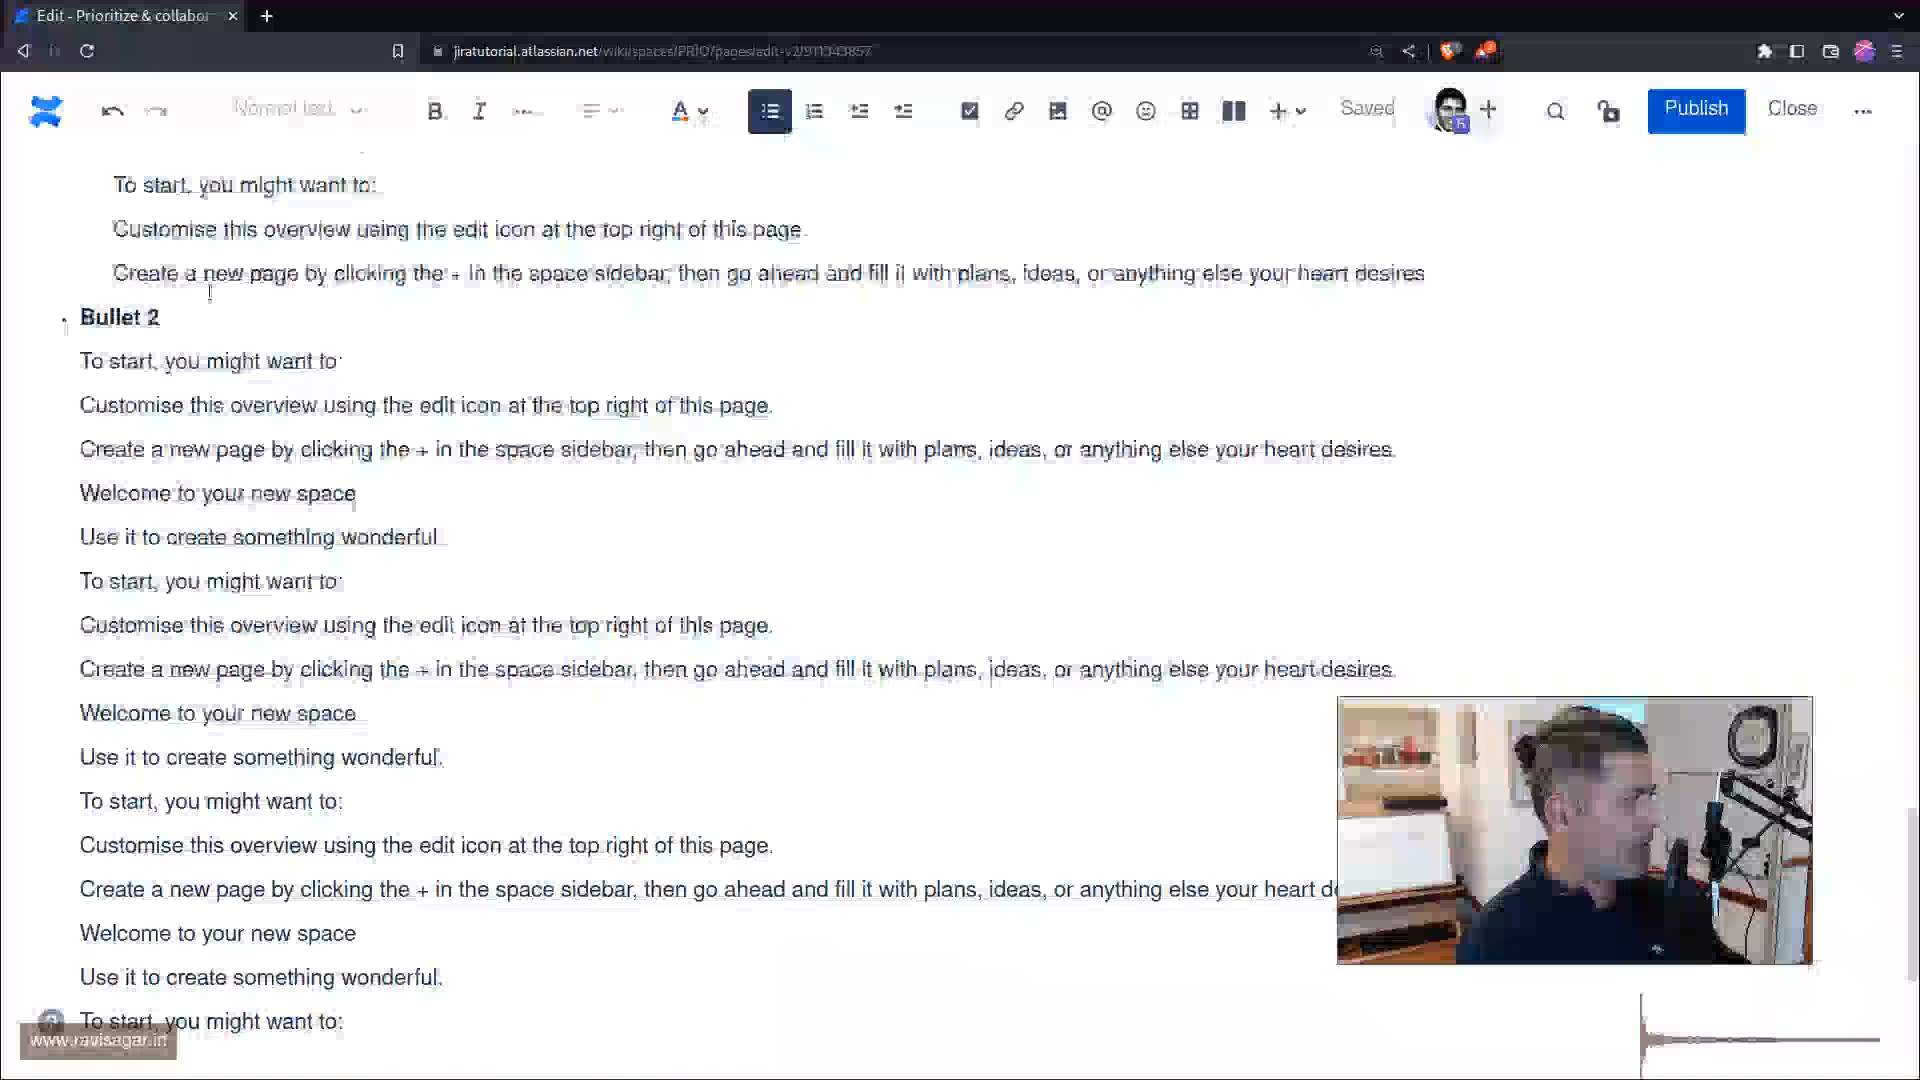 Edit - Prioritize & collabor
jiratutorial.atlassian.net/wiki/spaces/PRIO/pages/edit-v2/911343857
Normal text
Saved
Publish
Close
To start, you might want to:
Customise this overview using the edit icon at the top right of this page.
Create a new page by clicking the + in the space sidebar, then go ahead and fill it with plans, ideas, or anything else your heart desires
Bullet 2
To start, you might want to:
Customise this overview using the edit icon at the top right of this page.
Create a new page by clicking the + in the space sidebar, then go ahead and fill it with plans, ideas, or anything else your heart desires.
Welcome to your new space
Use it to create something wonderful.
To start, you might want to:
Customise this overview using the edit icon at the top right of this page.
Create a new page by clicking the + in the space sidebar, then go ahead and fill it with plans, ideas, or anything else your heart desires.
Welcome to your new space
Use it to create something wonderful.
To start, you might want to:
Customise this overview using the edit icon at the top right of this page.
Create a new page by clicking the + in the space sidebar, then go ahead and fill it with plans, ideas, or anything else your heart
Welcome to your new space
Use it to create something wonderful.
To start, you might want to:
www.ravisagar.in